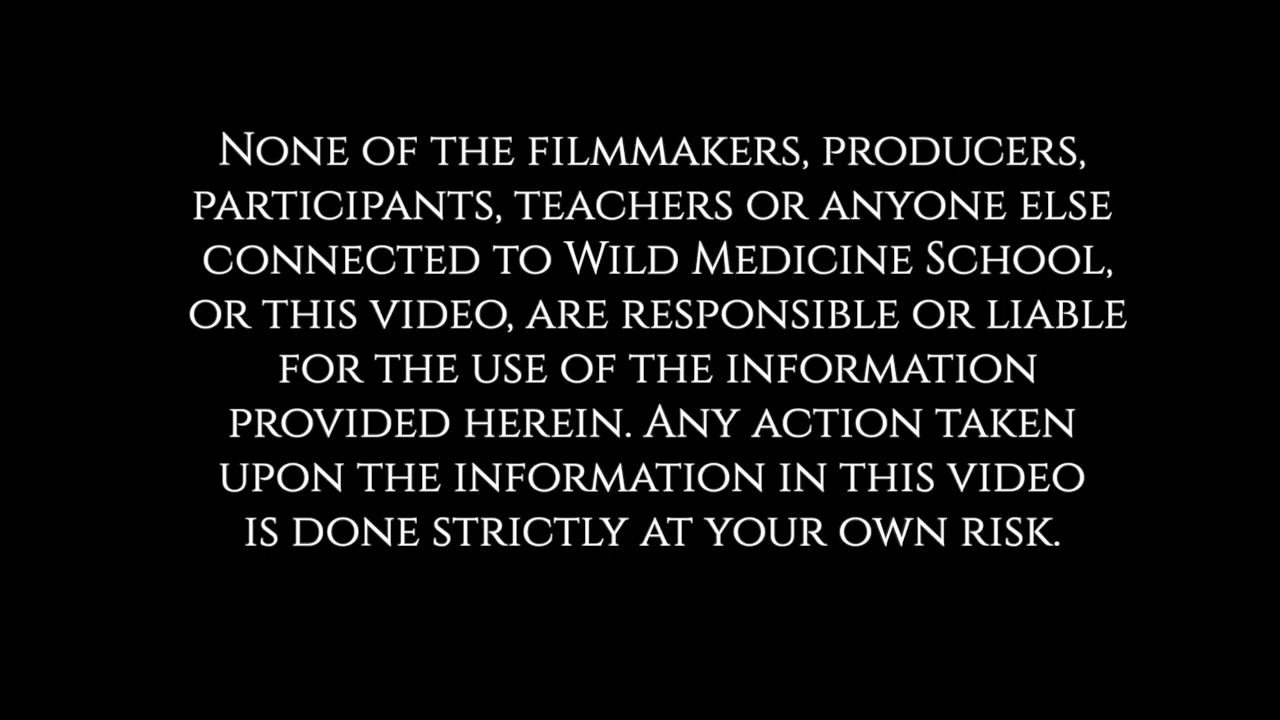 None of the filmmakers, producers,
participants, teachers or anyone else
connected to Wild Medicine School,
or this video, are responsible or liable
for the use of the information
provided herein. Any action taken
upon the information in this video
is done strictly at your own risk.